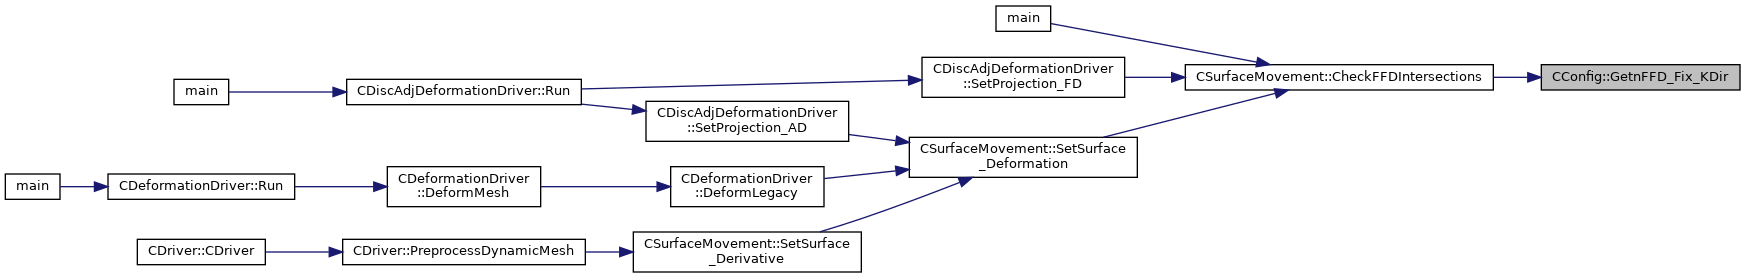 main
CDiscAdjDeformationDriver
::SetProjection_FD
CSurfaceMovement::CheckFFDIntersections
CConfig::GetnFFD_Fix_KDir
main
CDiscAdjDeformationDriver::Run
CDiscAdjDeformationDriver
::SetProjection_AD
CSurfaceMovement::SetSurface
_Deformation
main
CDeformationDriver::Run
CDeformationDriver
::DeformMesh
CDeformationDriver
::DeformLegacy
CDriver::CDriver
CDriver::PreprocessDynamicMesh
CSurfaceMovement::SetSurface
_Derivative